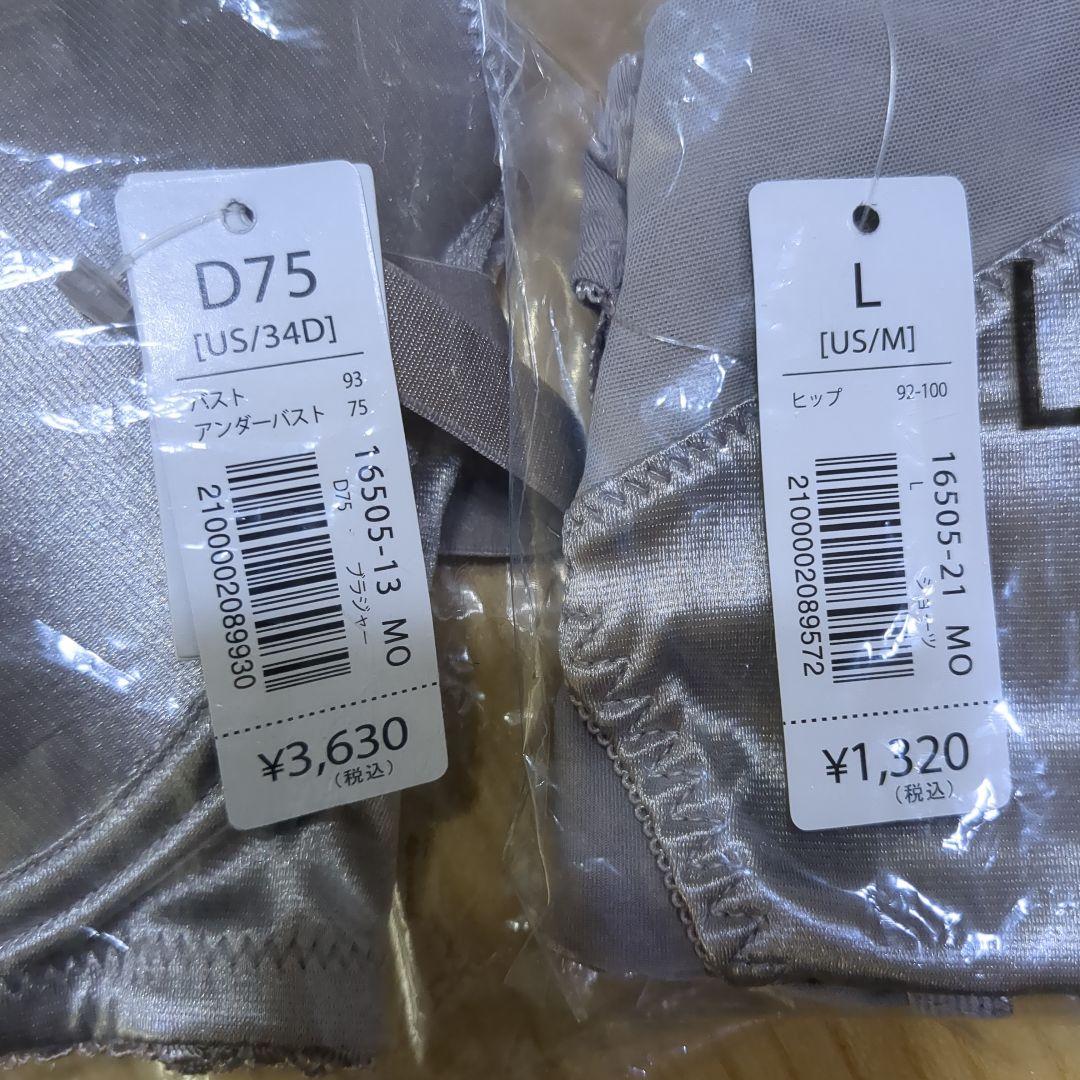 D75
[US/34D]
バスト 93
アンダーバスト 75
16505-13 MO
D75 - ブラジャー
2100002089930
¥3,630
(税込)
L
[US/M]
ヒップ 92-100
16505-21 MO
L ショーツ
2100002089572
¥1,320
(税込)
L